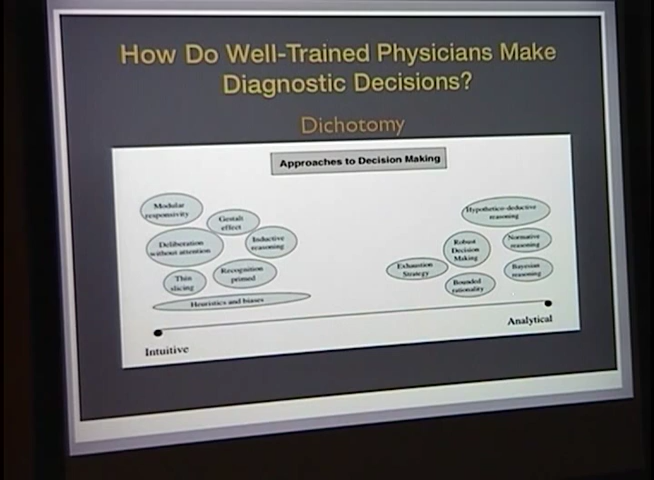 How Do Well-Trained Physicians Make
Diagnostic Decisions?
Dichotomy
Approaches to Decision Making
Modular
responsivity
Gestalt
effect
Deliberation
without attention
Inductive
reasoning
Thin
slicing
Recognition
primed
Heuristics and biases
Hypothetico-deductive
reasoning
Robust
Decision
Making
Normative
reasoning
Exhaustion
Strategy
Bayesian
reasoning
Bounded
rationality
Intuitive
Analytical